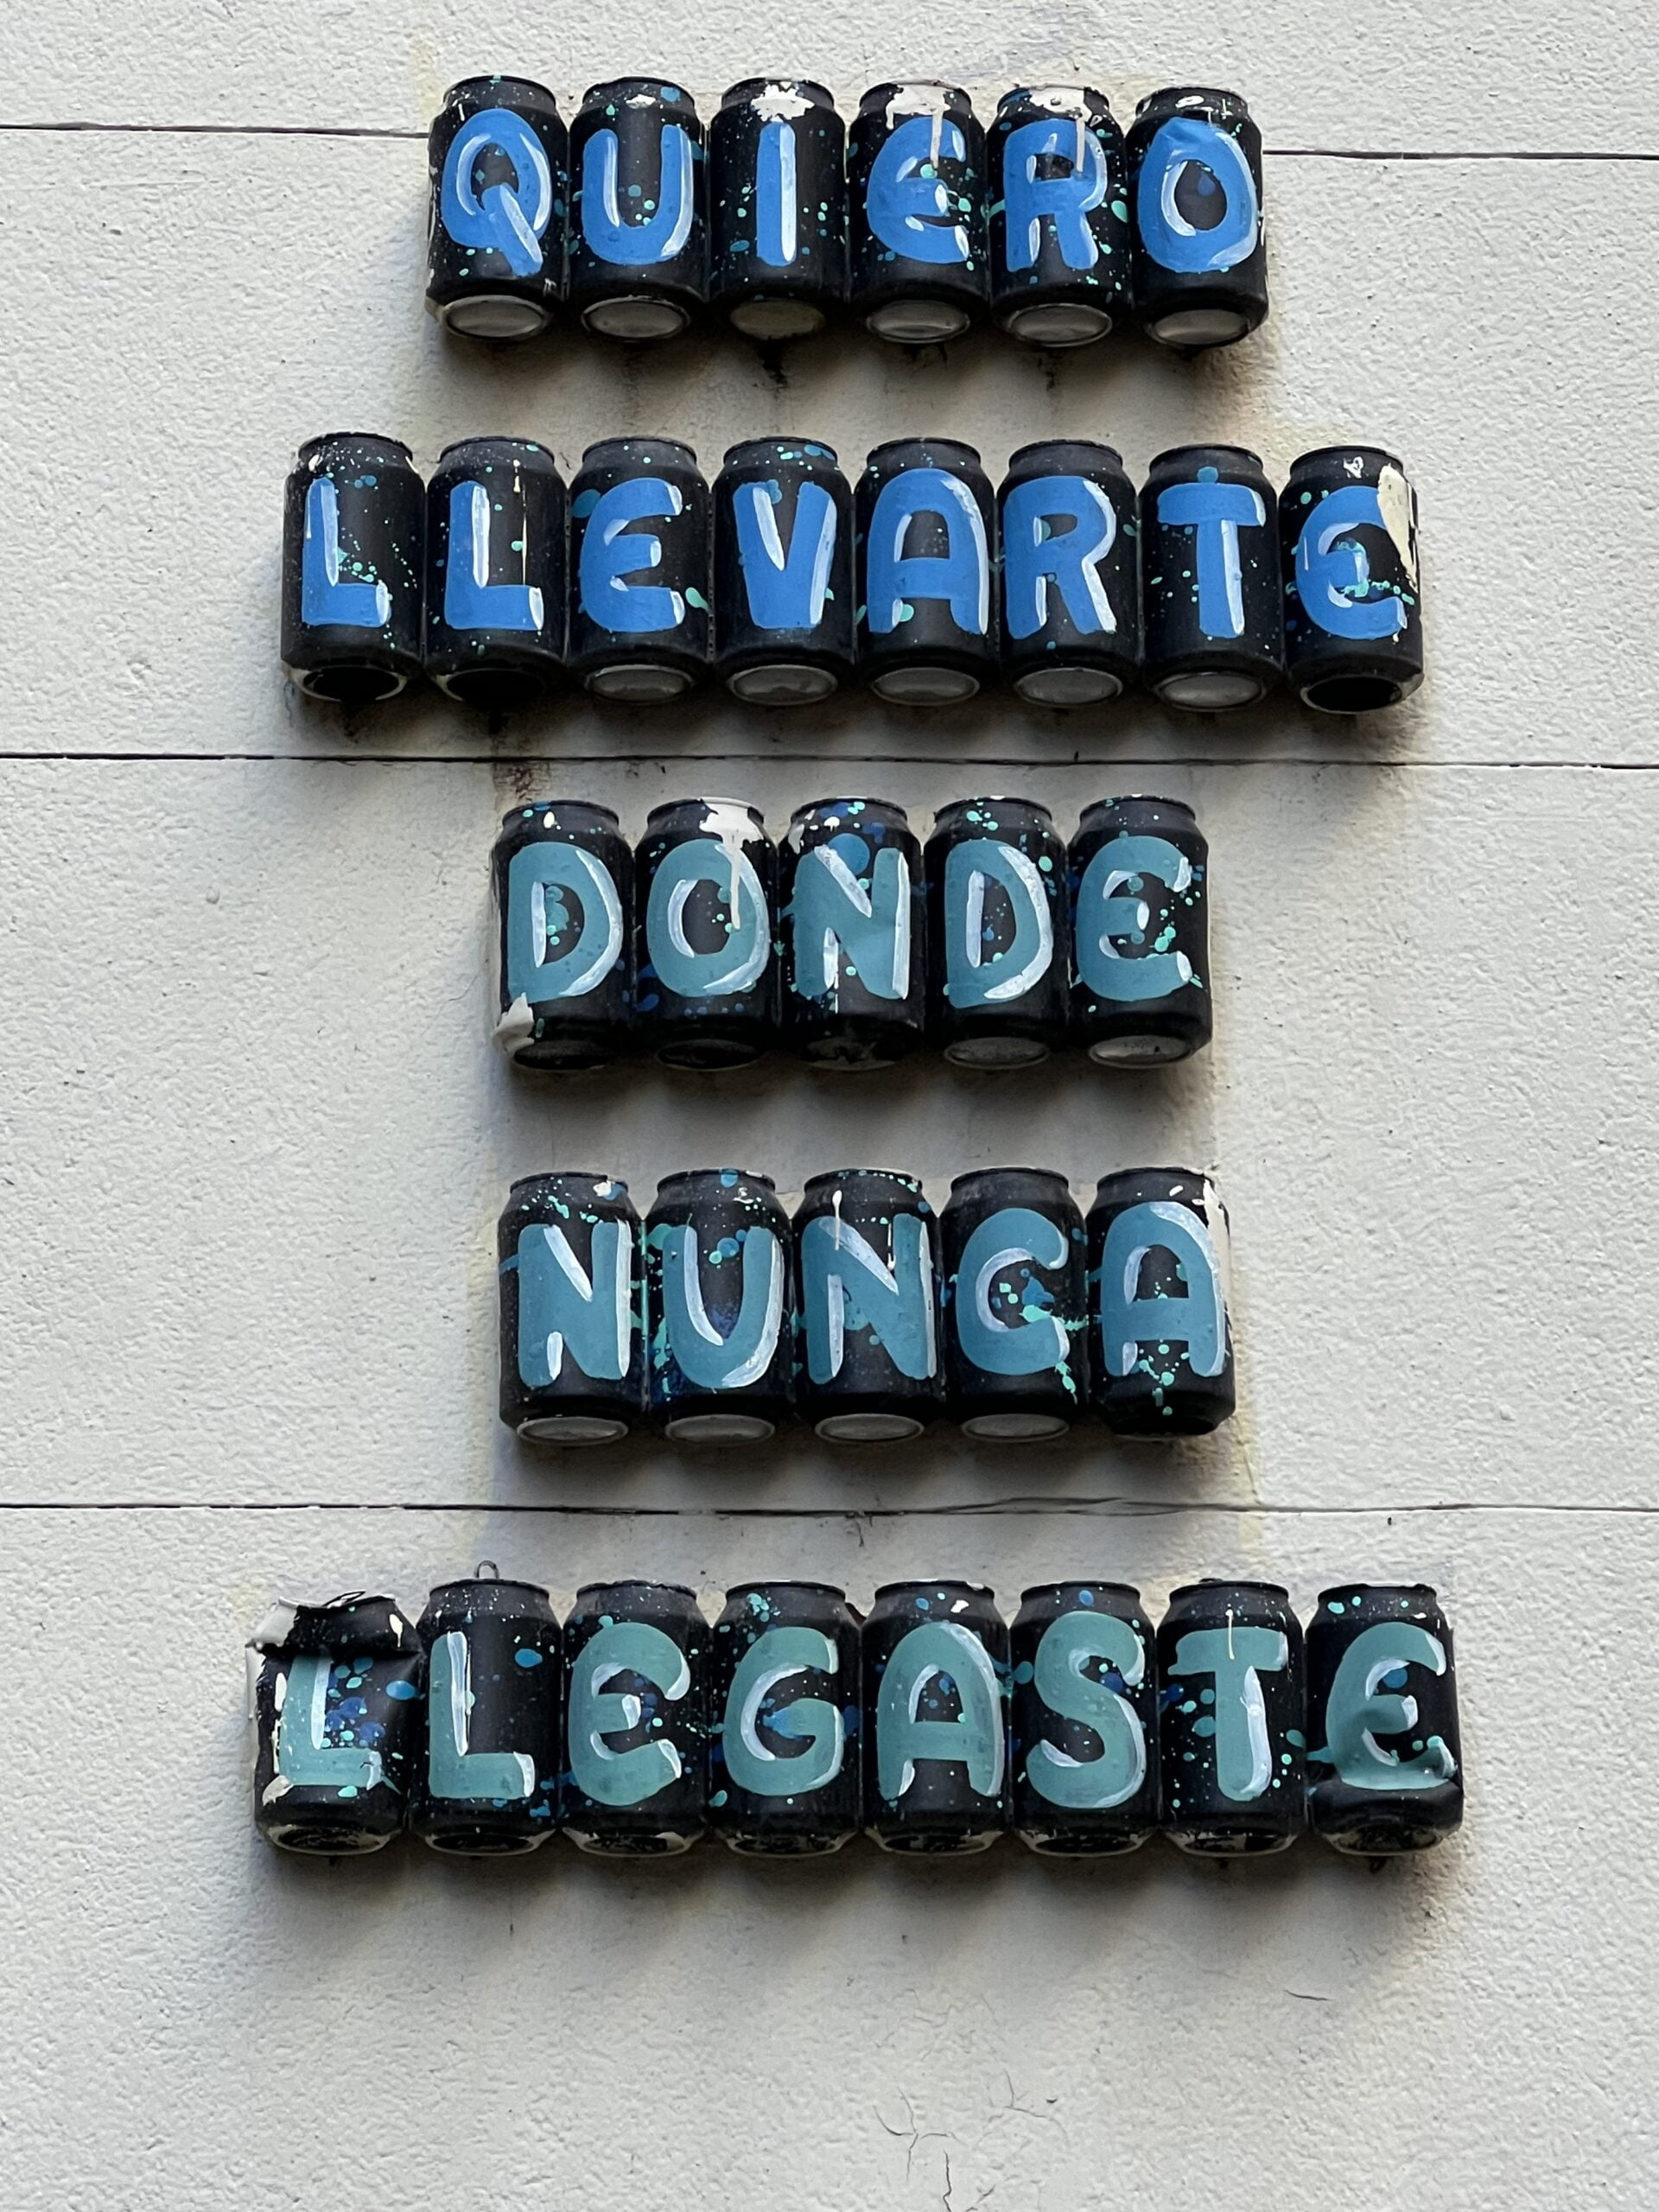 QUIERO
LLEVARTE
DONDE
NUNCA
LLEGASTE